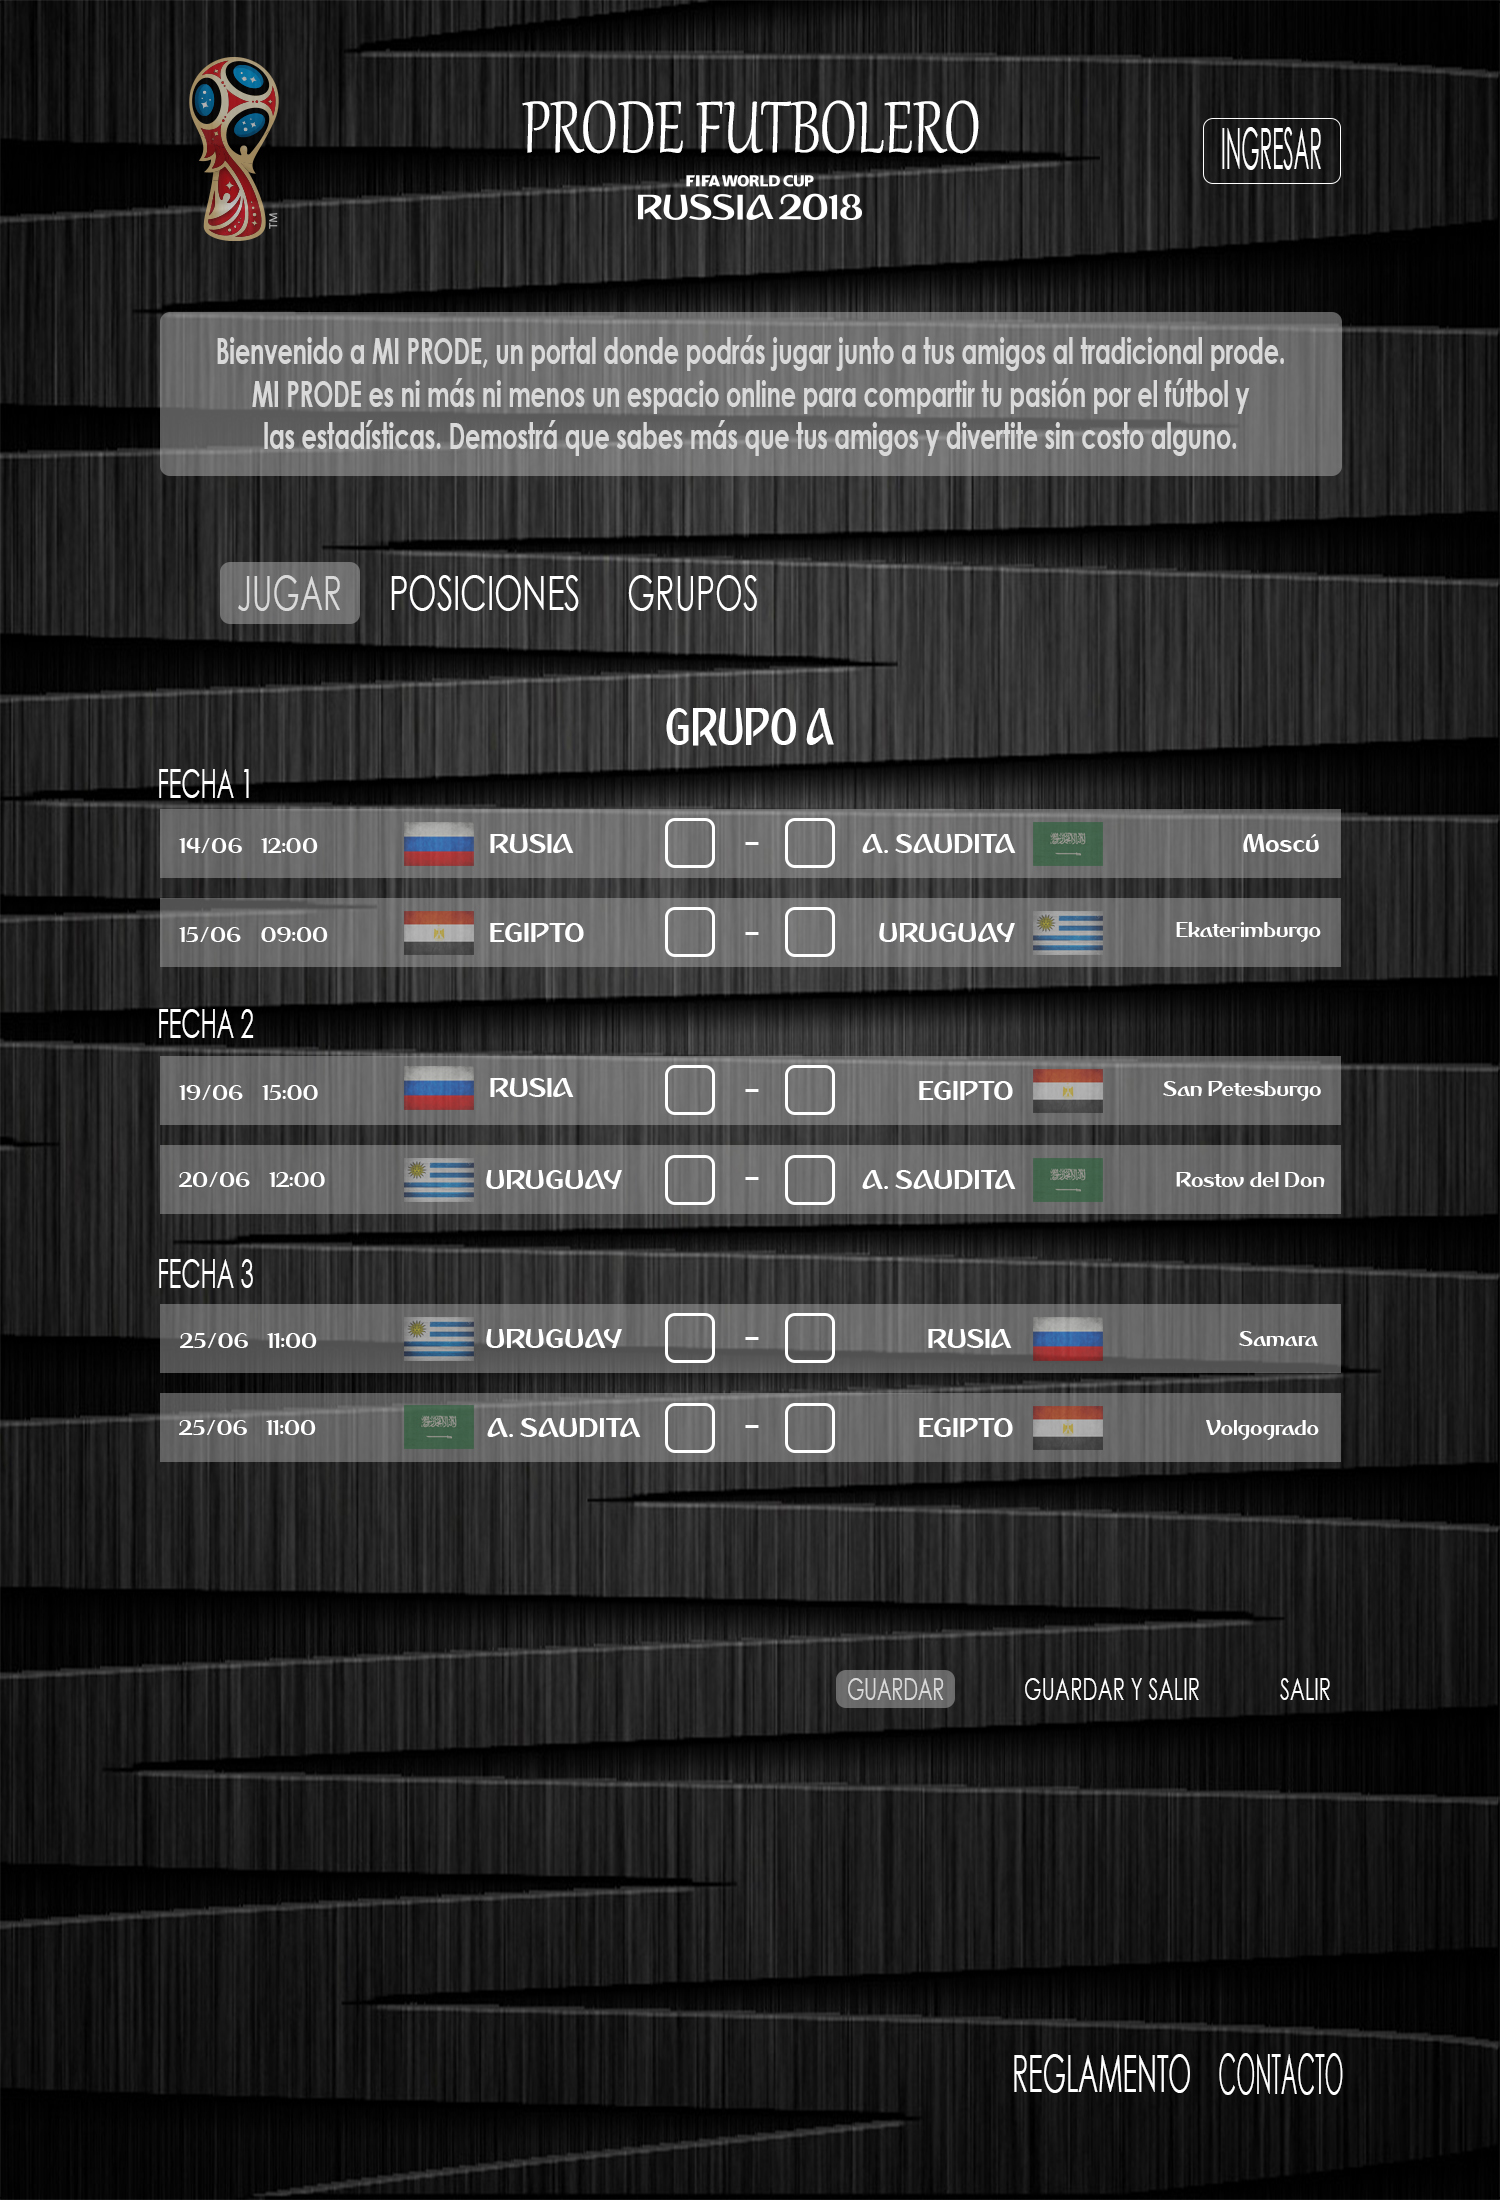 PRODE FUTBOLERO
FIFA WORLD CUP
RUSSIA 2018
TM
INGRESAR
Bienvenido a MI PRODE, un portal donde podrás jugar junto a tus amigos al tradicional prode.
MI PRODE es ni más ni menos un espacio online para compartir tu pasión por el fútbol y
las estadísticas. Demostrá que sabes más que tus amigos y divertite sin costo alguno.
JUGAR POSICIONES GRUPOS
GRUPO A
FECHA 1
14/06 12:00 RUSIA - A. SAUDITA Moscú
15/06 09:00 EGIPTO - URUGUAY Ekaterimburgo
FECHA 2
19/06 15:00 RUSIA - EGIPTO San Petesburgo
20/06 12:00 URUGUAY - A. SAUDITA Rostov del Don
FECHA 3
25/06 11:00 URUGUAY - RUSIA Samara
25/06 11:00 A. SAUDITA - EGIPTO Volgogrado
GUARDAR GUARDAR Y SALIR SALIR
REGLAMENTO CONTACTO